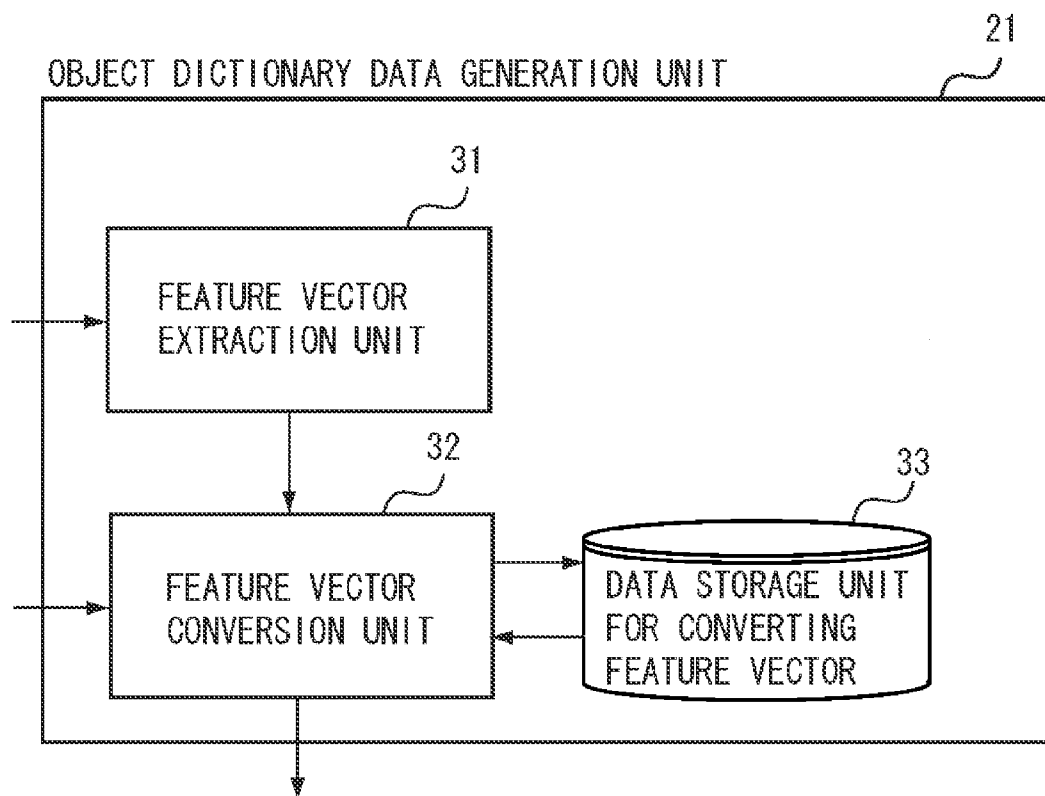 21
OBJECT DICTIONARY DATA GENERATION UNIT
31
FEATURE VECTOR
EXTRACTION UNIT
32
FEATURE VECTOR
CONVERSION UNIT
33
DATA STORAGE UNIT
FOR CONVERTING
FEATURE VECTOR